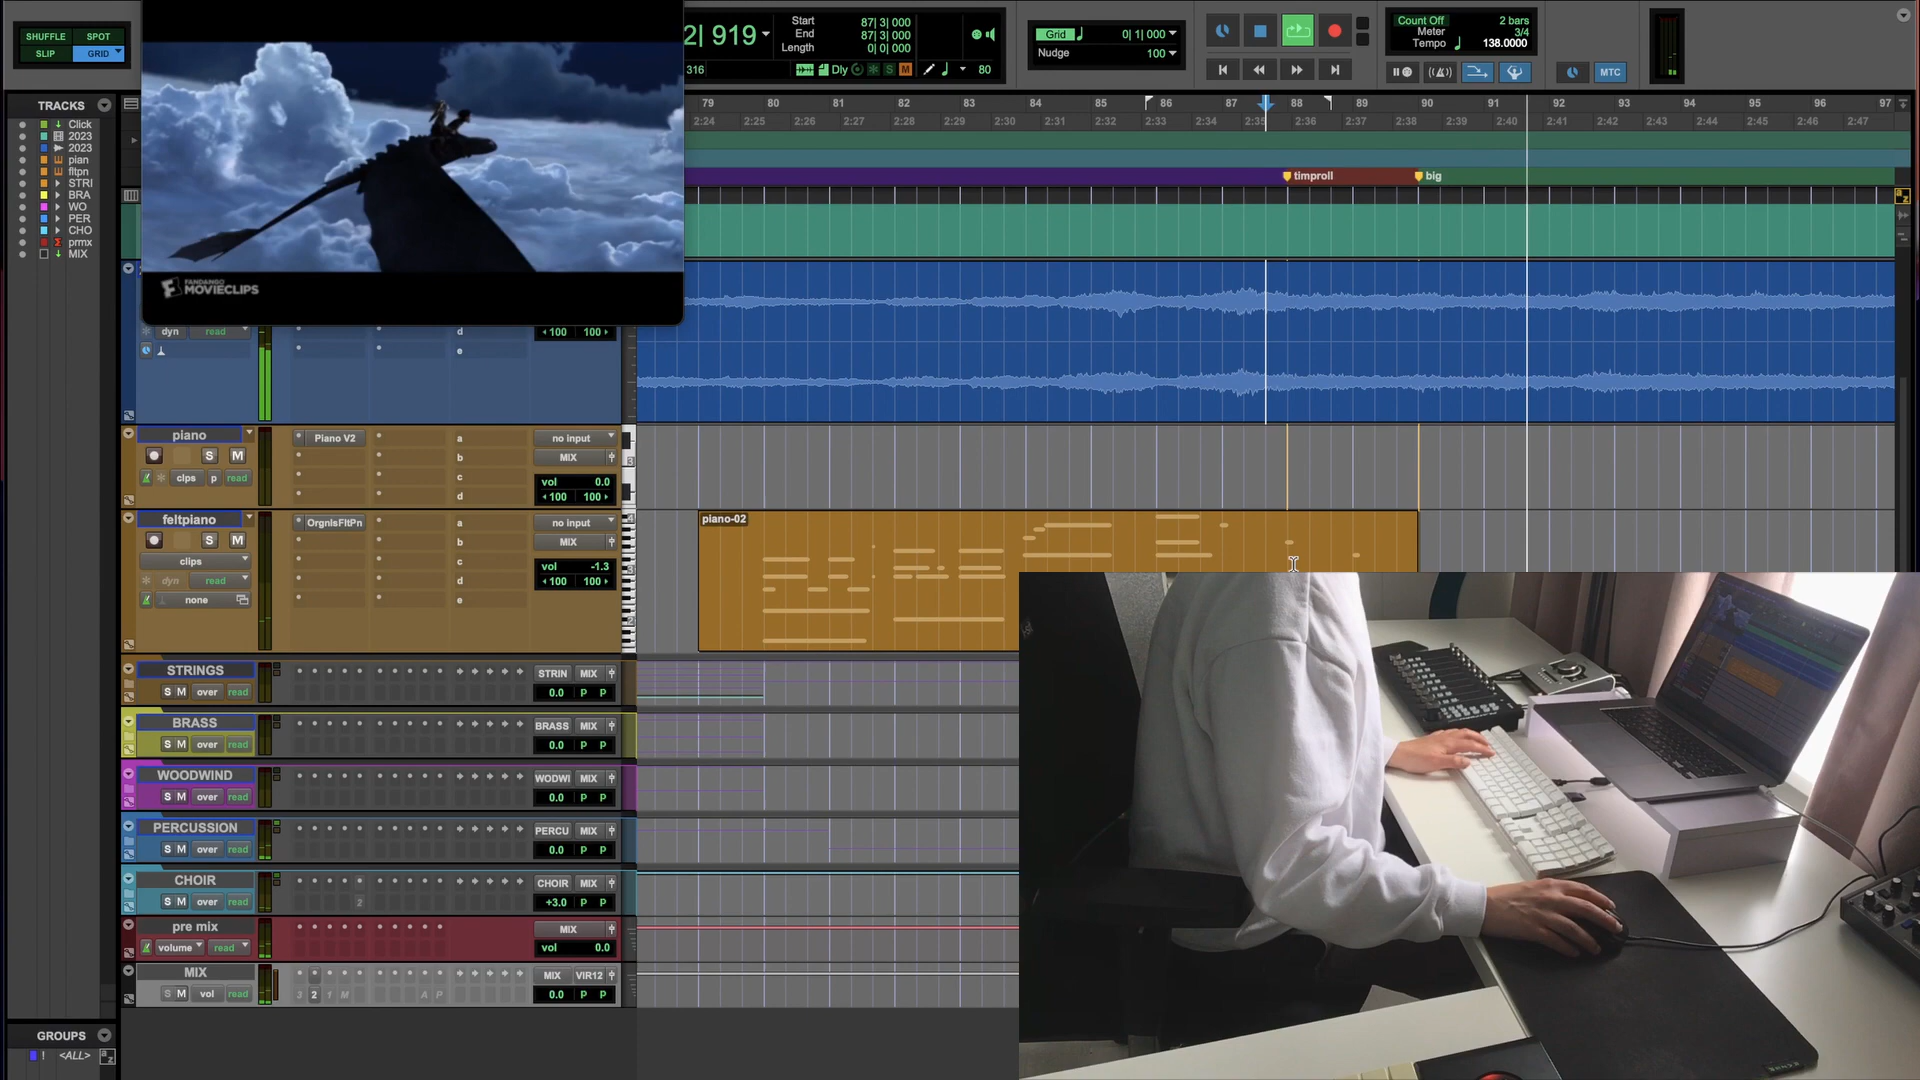 SHUFFLE SPOT
SLIP GRID
2| 919
Start 87| 3| 000
End 87| 3| 000
Length 0| 0| 000
316 Dly S M 80
Grid 0| 1| 000
Nudge 100
Count Off 2 bars
Meter 3/4
Tempo 138.0000
MTC
TRACKS
Click
2023
2023
pian
fltpn
STRI
BRA
WO
PER
CHO
prmx
MIX
FANDANGO
MOVIECLIPS
79 80 81 82 83 84 85 86 87 88 89 90 91 92 93 94 95 96 97
2:24 2:25 2:27 2:28 2:29 2:30 2:31 2:32 2:33 2:34 2:35 2:36 2:37 2:38 2:39 2:40 2:41 2:42 2:43 2:44 2:45 2:46 2:47
timproll big
dyn read d 100 100
e
piano Piano V2 a no input
S M b MIX
clps p read c vol 0.0
d 100 100
feltpiano OrgnisFltPn a no input
S M b MIX
clips c vol -1.3
dyn read d 100 100
none e
piano-02
STRINGS STRIN MIX
S M over read 0.0 P P
BRASS BRASS MIX
S M over read 0.0 P P
WOODWIND WODWI MIX
S M over read 0.0 P P
PERCUSSION PERCU MIX
S M over read 0.0 P P
CHOIR CHOIR MIX
S M over read 2 +3.0 P P
pre mix MIX
volume read vol 0.0
MIX MIX VIR12
S M vol read 3 2 1 M A P 0.0 P P
GROUPS
! <ALL>